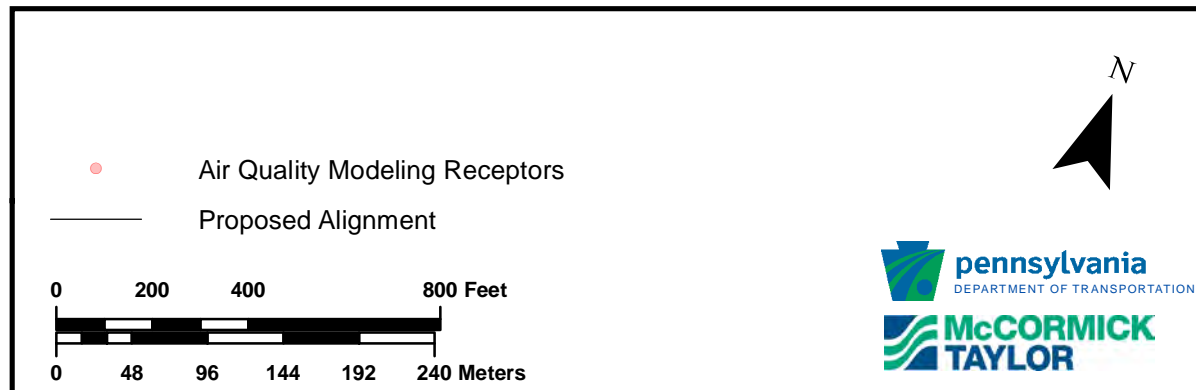 N
Air Quality Modeling Receptors
Proposed Alignment
0 200 400 800 Feet
0 48 96 144 192 240 Meters
pennsylvania
DEPARTMENT OF TRANSPORTATION
McCORMICK
TAYLOR